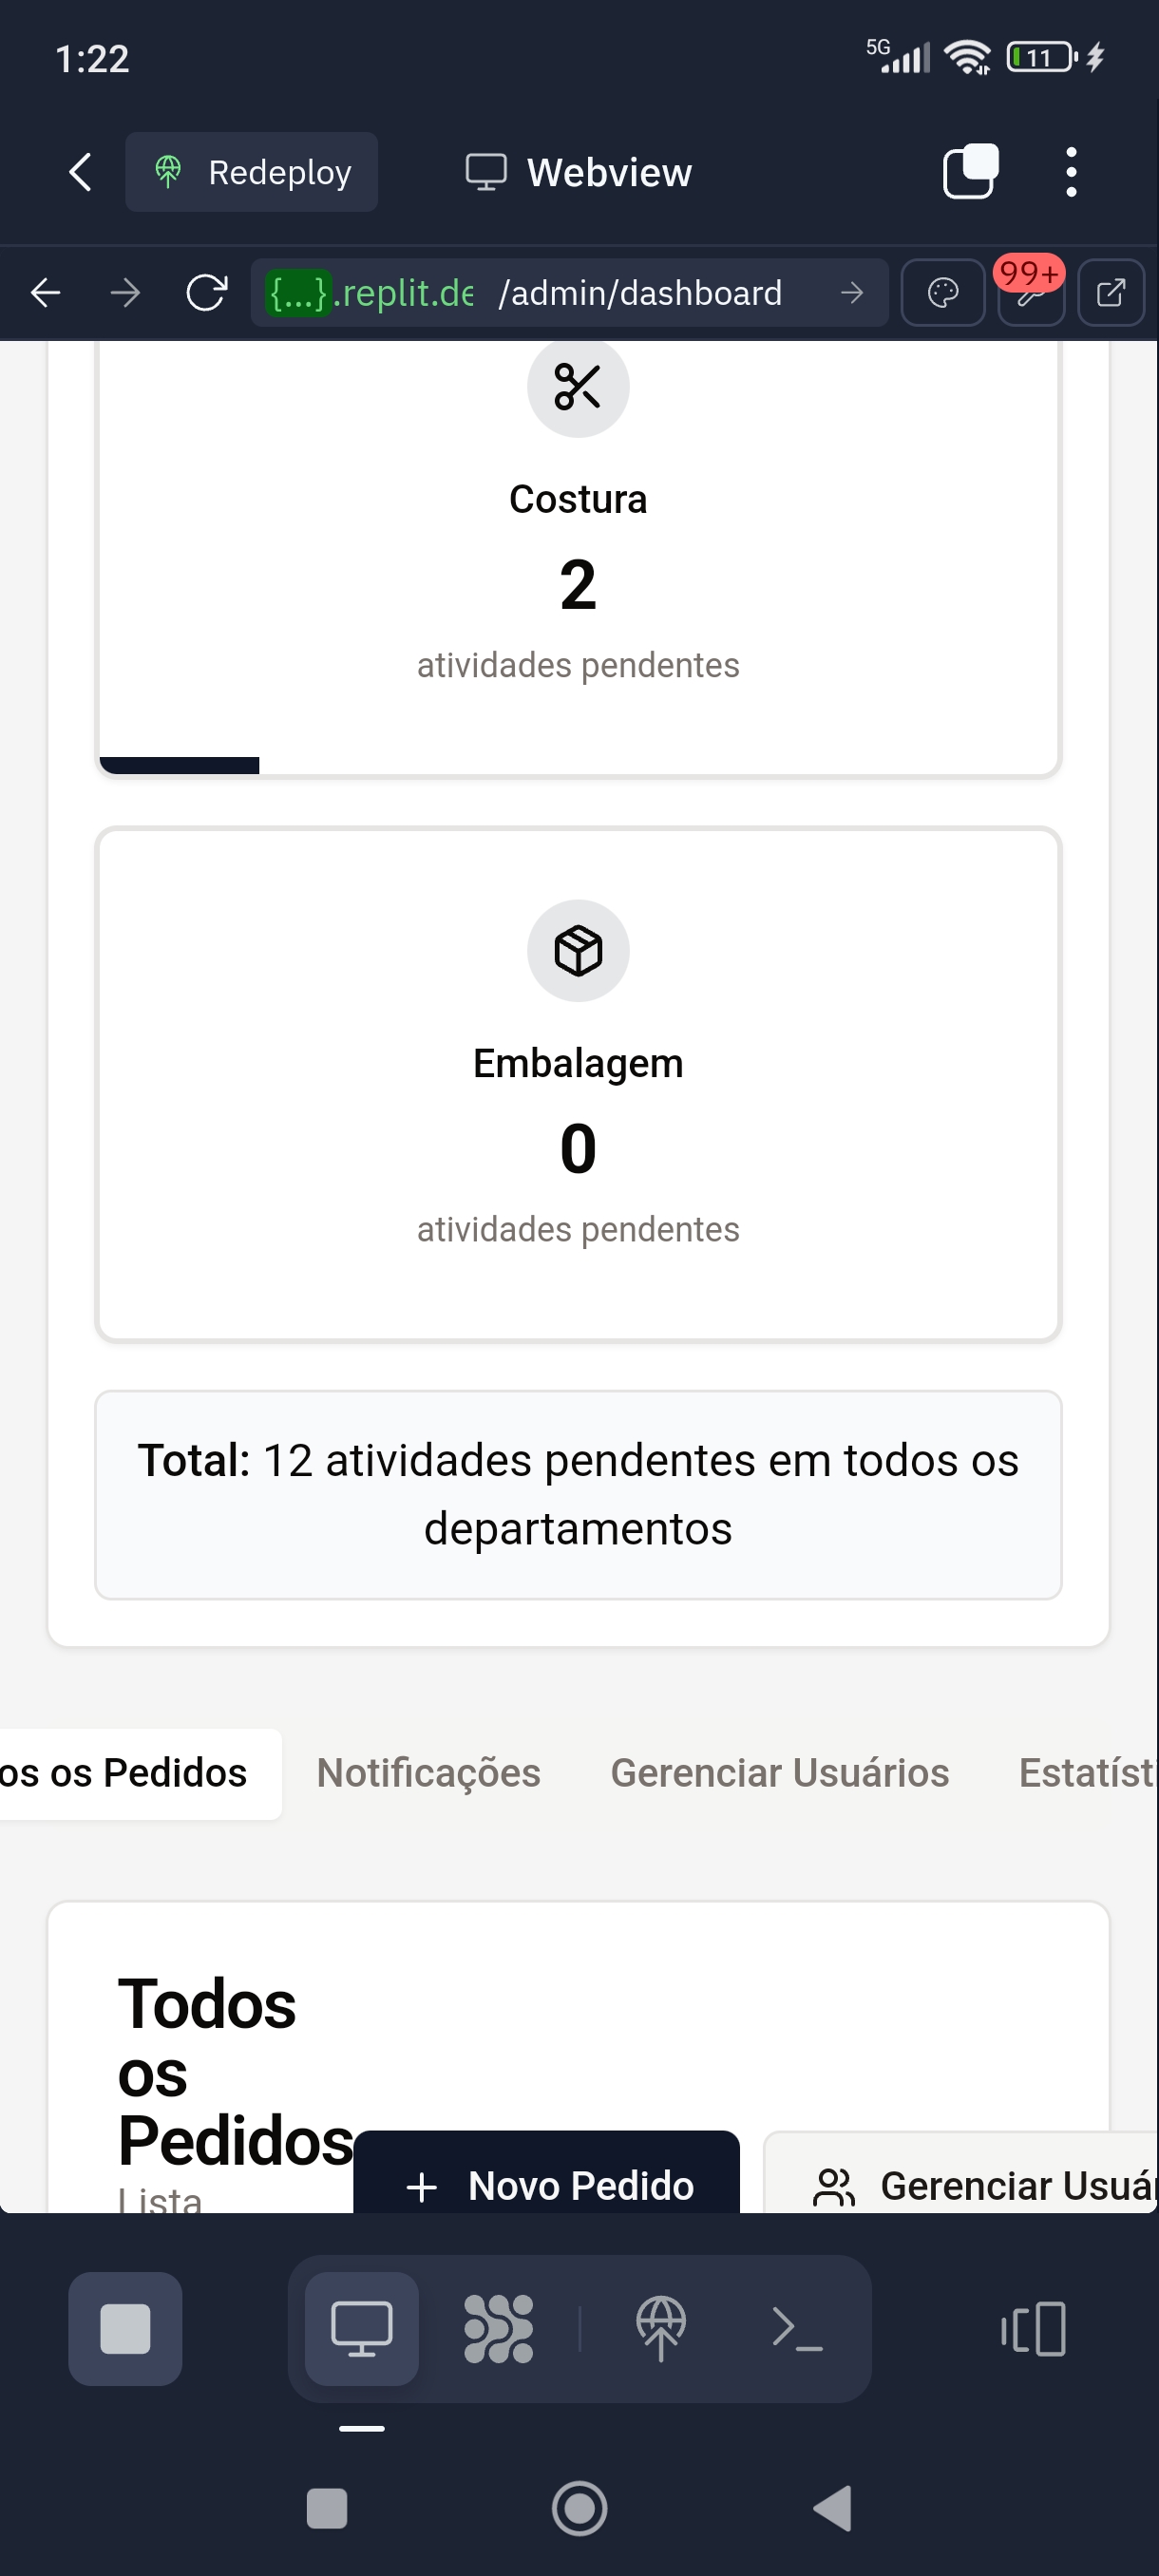 1:22
5G
11
Redeploy
Webview
{...}.replit.de /admin/dashboard
99+
Costura
2
atividades pendentes
Embalagem
0
atividades pendentes
Total: 12 atividades pendentes em todos os
departamentos
os os Pedidos Notificações Gerenciar Usuários Estatíst
Todos
os
Pedidos
Lista
Novo Pedido
Gerenciar Usuár